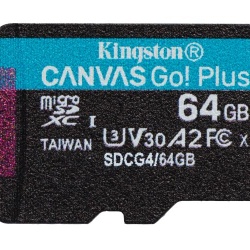 Kingston®
CANVAS Go! Plus
micro SD XC I
64GB
U3 V30 A2 FC X
TAIWAN
SDCG4/64GB